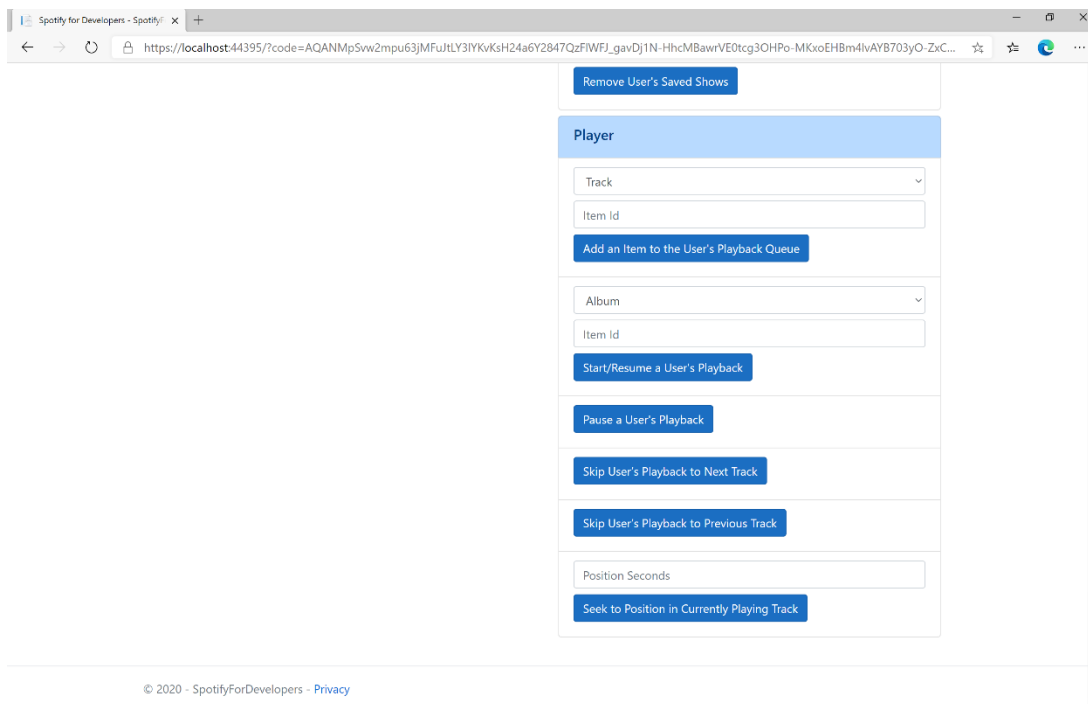 Spotify for Developers - Spotify
https://localhost:44395/?code=AQANMpSvw2mpu63jMFuJtLY3lYKvKsH24a6Y2847QzFlWFJ_gavDj1N-HhcMBawrVE0tcg3OHPo-MKxoEHBm4lvAYB703yO-ZxC...
Remove User's Saved Shows
Player
Track
Item Id
Add an Item to the User's Playback Queue
Album
Item Id
Start/Resume a User's Playback
Pause a User's Playback
Skip User's Playback to Next Track
Skip User's Playback to Previous Track
Position Seconds
Seek to Position in Currently Playing Track
© 2020 - SpotifyForDevelopers - Privacy